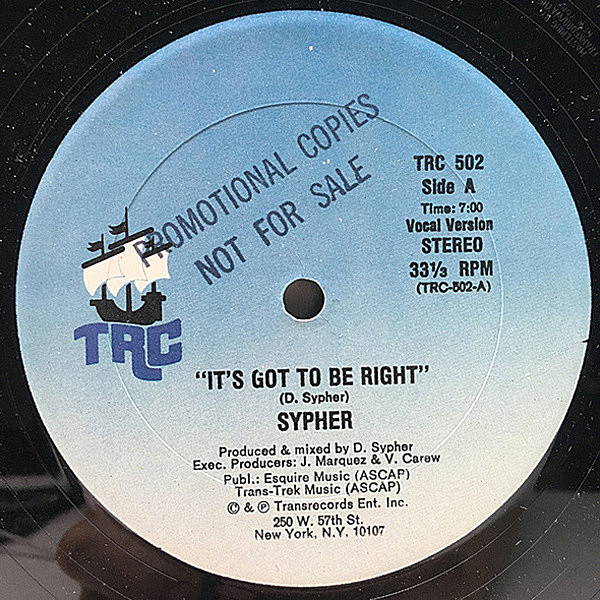 PROMOTIONAL COPIES
NOT FOR SALE
TRC 502
Side A
Time: 7:00
Vocal Version
STEREO
33⅓ RPM
(TRC-502-A)
TRC
"IT'S GOT TO BE RIGHT"
(D. Sypher)
SYPHER
Produced & mixed by D. Sypher
Exec. Producers: J. Marquez & V. Carew
Publ.: Esquire Music (ASCAP)
Trans-Trek Music (ASCAP)
© & ℗ Transrecords Ent. Inc.
250 W. 57th St.
New York, N.Y. 10107